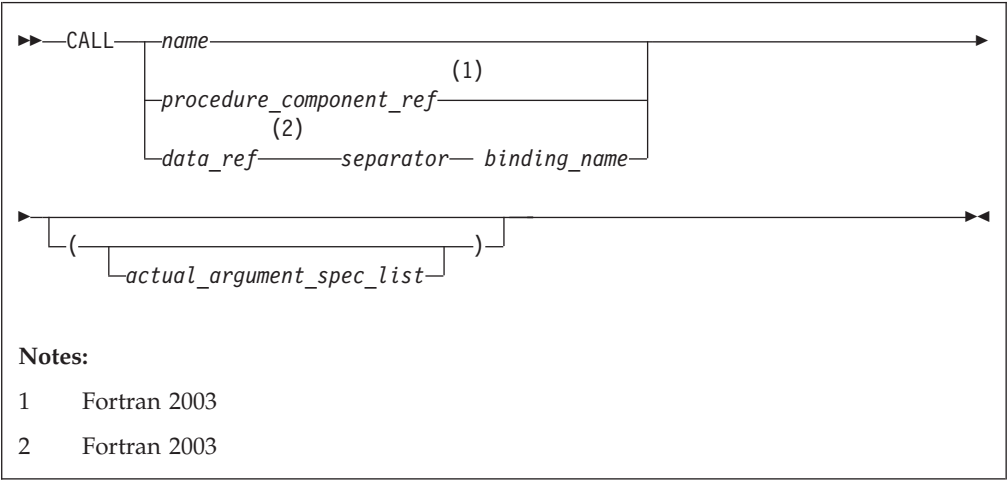 CALL name
(1)
procedure_component_ref
(2)
data_ref separator binding_name
( )
actual_argument_spec_list
Notes:
1 Fortran 2003
2 Fortran 2003